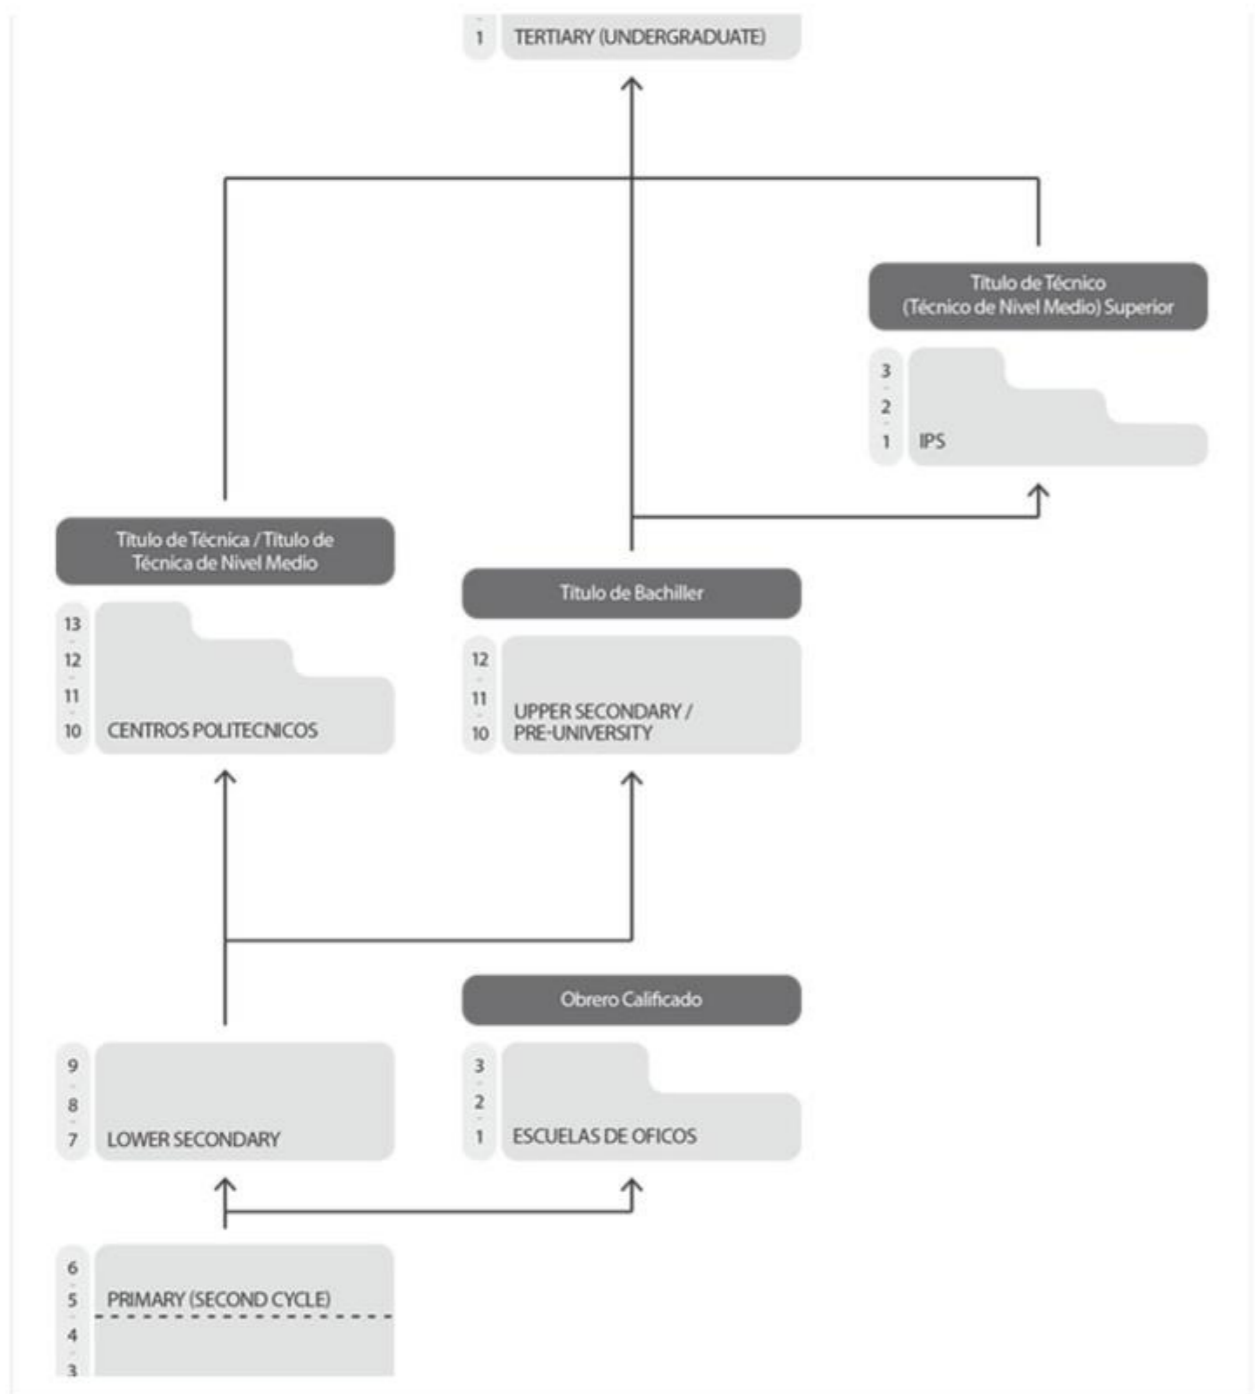 1 TERTIARY (UNDERGRADUATE)
Título de Técnico
(Técnico de Nivel Medio) Superior
3
2
1 IPS
Título de Técnica / Título de
Técnica de Nivel Medio
13
12
11
10 CENTROS POLITECNICOS
Título de Bachiller
12
11
UPPER SECONDARY /
10 PRE-UNIVERSITY
Obrero Calificado
9
8
7 LOWER SECONDARY
3
2
1 ESCUELAS DE OFICOS
6
5 PRIMARY (SECOND CYCLE)
4
3